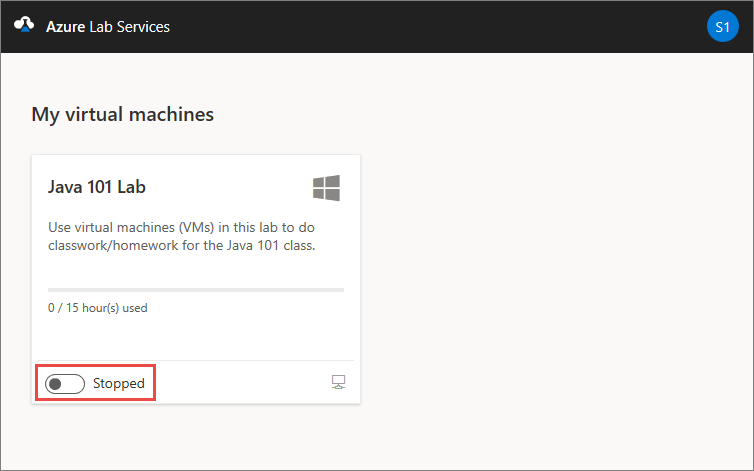 Azure Lab Services
S1
My virtual machines
Java 101 Lab
Use virtual machines (VMs) in this lab to do
classwork/homework for the Java 101 class.
0 / 15 hour(s) used
Stopped